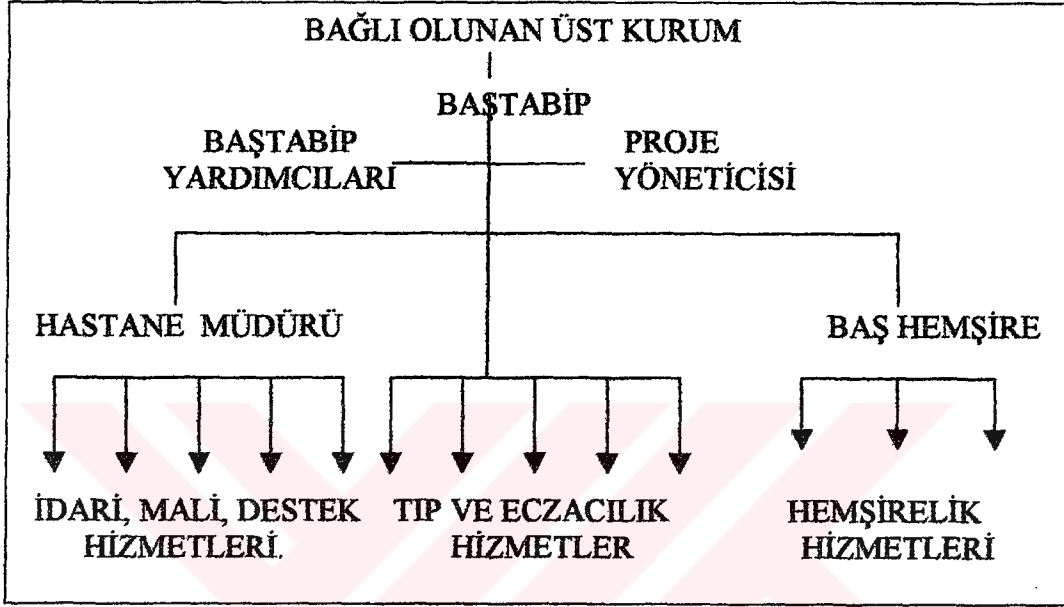 BAĞLI OLUNAN ÜST KURUM
BAŞTABİP
BAŞTABİP
YARDIMCILARI
PROJE
YÖNETİCİSİ
HASTANE MÜDÜRÜ
BAŞ HEMŞİRE
İDARİ, MALİ, DESTEK
HİZMETLERİ.
TIP VE ECZACILIK
HİZMETLER
HEMŞİRELİK
HİZMETLERİ